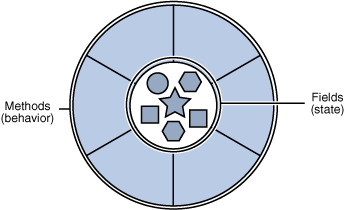 Methods
(behavior)
Fields
(state)